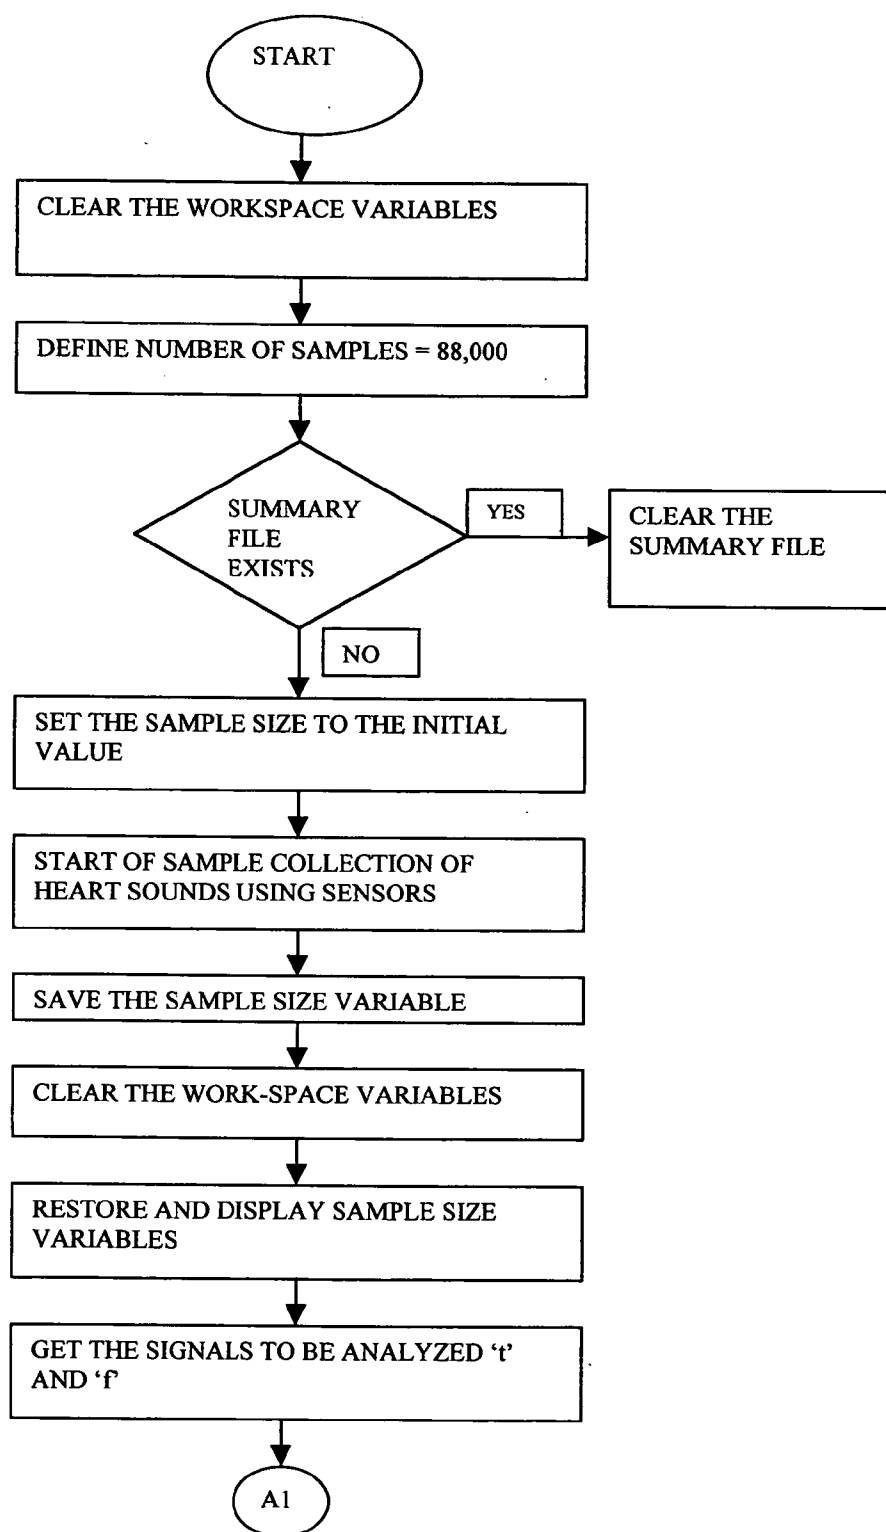 START
CLEAR THE WORKSPACE VARIABLES
DEFINE NUMBER OF SAMPLES = 88,000
SUMMARY
FILE
EXISTS
YES
CLEAR THE
SUMMARY FILE
NO
SET THE SAMPLE SIZE TO THE INITIAL
VALUE
START OF SAMPLE COLLECTION OF
HEART SOUNDS USING SENSORS
SAVE THE SAMPLE SIZE VARIABLE
CLEAR THE WORK-SPACE VARIABLES
RESTORE AND DISPLAY SAMPLE SIZE
VARIABLES
GET THE SIGNALS TO BE ANALYZED ‘t’
AND ‘f’
A1